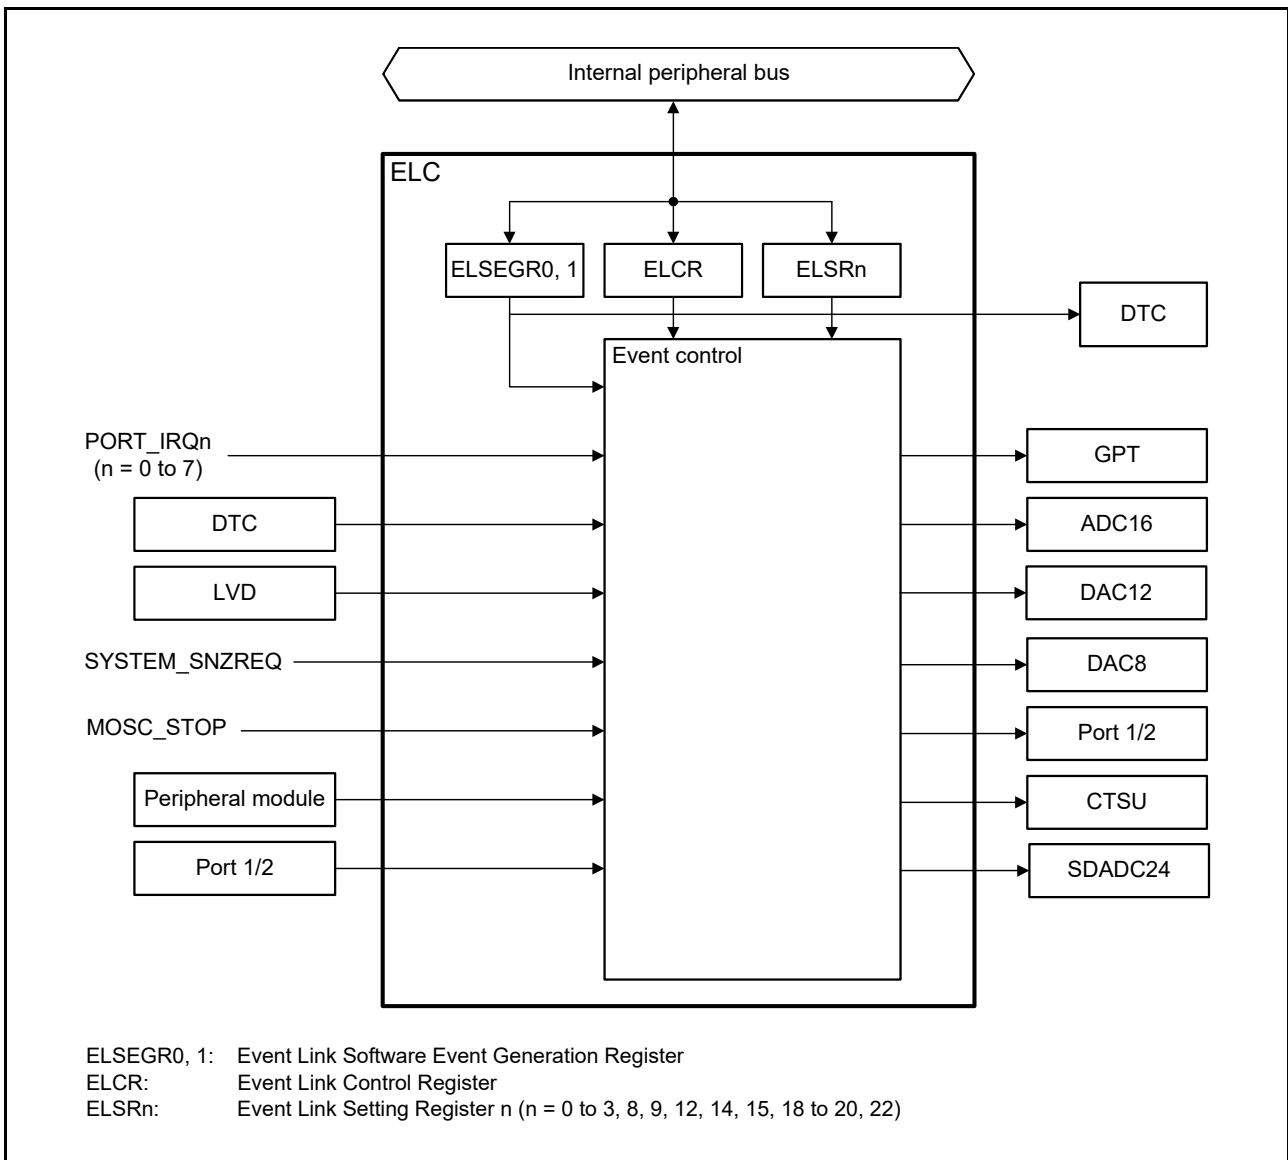 Internal peripheral bus
ELC
ELSEGR0, 1
ELCR
ELSRn
DTC
Event control
PORT_IRQn
(n = 0 to 7)
GPT
DTC
ADC16
LVD
DAC12
SYSTEM_SNZREQ
DAC8
MOSC_STOP
Port 1/2
Peripheral module
CTSU
Port 1/2
SDADC24
ELSEGR0, 1: Event Link Software Event Generation Register
ELCR: Event Link Control Register
ELSRn: Event Link Setting Register n (n = 0 to 3, 8, 9, 12, 14, 15, 18 to 20, 22)